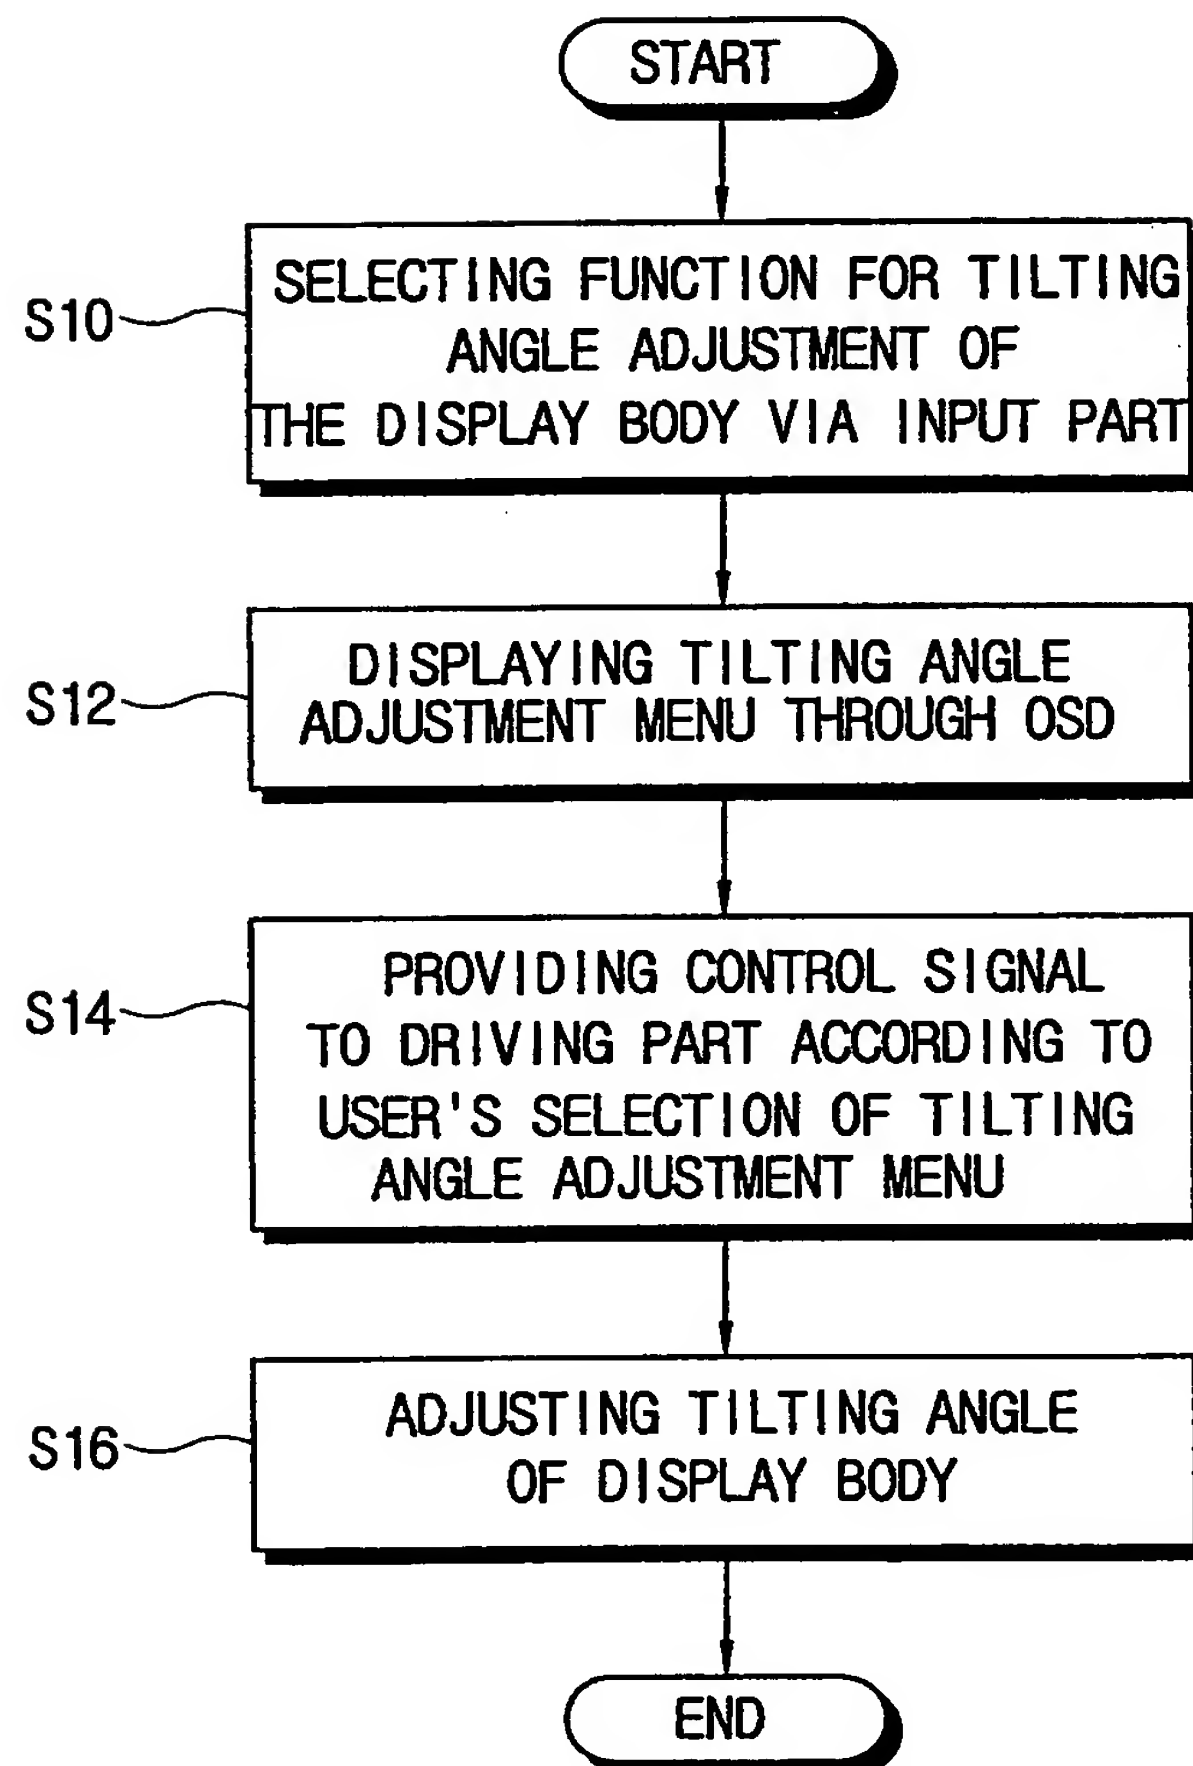 START
S10
SELECTING FUNCTION FOR TILTING
ANGLE ADJUSTMENT OF
THE DISPLAY BODY VIA INPUT PART
S12
DISPLAYING TILTING ANGLE
ADJUSTMENT MENU THROUGH OSD
S14
PROVIDING CONTROL SIGNAL
TO DRIVING PART ACCORDING TO
USER'S SELECTION OF TILTING
ANGLE ADJUSTMENT MENU
S16
ADJUSTING TILTING ANGLE
OF DISPLAY BODY
END